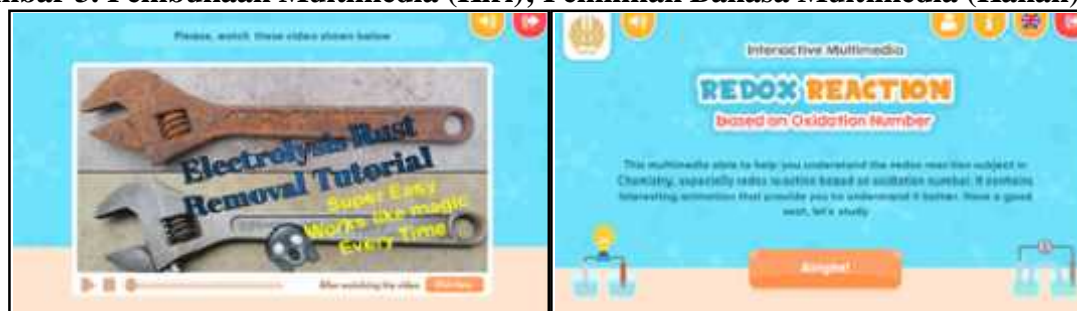 Gambar 3. Pembukaan Multimedia (Kiri), Pemilihan Bahasa Multimedia (Kanan)
Please, watch these video shown below
Electrolysis Rust
Removal Tutorial
Super Easy
Works like magic
Every Time
After watching the video
Interactive Multimedia
REDOX REACTION
based on Oxidation Number
This multimedia able to help you understand the redox reaction subject in
Chemistry, especially redox reaction based on oxidation number. It contains
interesting animation that provide you to understand it better. Have a good
seat, let's study